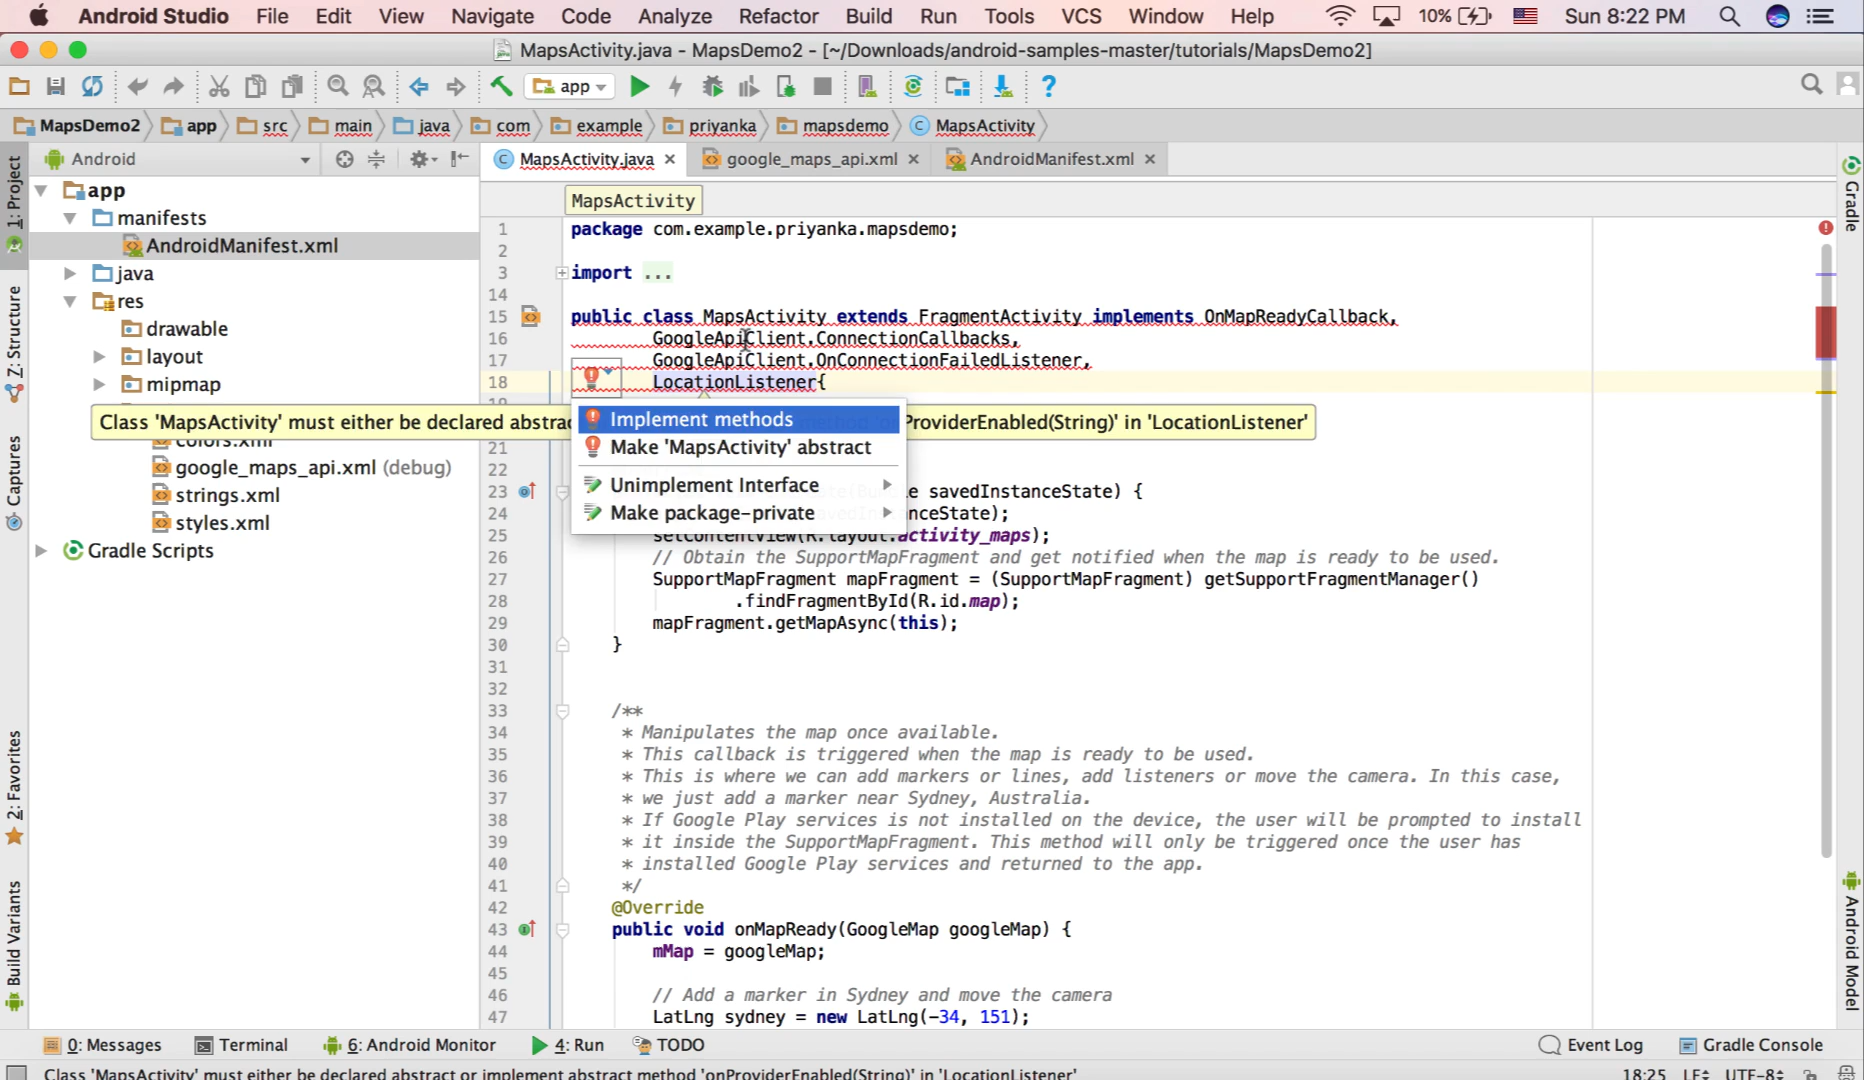 Android Studio File Edit View Navigate Code Analyze Refactor Build Run Tools VCS Window Help 10% Sun 8:22 PM
MapsActivity.java - MapsDemo2 - [~/Downloads/android-samples-master/tutorials/MapsDemo2]
app
MapsDemo2 app src main java com example priyanka mapsdemo MapsActivity
Android MapsActivity.java google_maps_api.xml AndroidManifest.xml
1: Project
Z: Structure
Captures
2: Favorites
Build Variants
app
manifests
AndroidManifest.xml
java
res
drawable
layout
mipmap
colors.xml
google_maps_api.xml (debug)
strings.xml
styles.xml
Gradle Scripts
MapsActivity
1 package com.example.priyanka.mapsdemo;
2
3 import ...
14
15 public class MapsActivity extends FragmentActivity implements OnMapReadyCallback,
16 GoogleApiClient.ConnectionCallbacks,
17 GoogleApiClient.OnConnectionFailedListener,
18 LocationListener{
Class 'MapsActivity' must either be declared abstrac
ProviderEnabled(String)' in 'LocationListener'
Implement methods
Make 'MapsActivity' abstract
Unimplement Interface
Make package-private
21
22
23 savedInstanceState) {
24 nceState);
25 setContentView(R.layout.activity_maps);
26 // Obtain the SupportMapFragment and get notified when the map is ready to be used.
27 SupportMapFragment mapFragment = (SupportMapFragment) getSupportFragmentManager()
28 .findFragmentById(R.id.map);
29 mapFragment.getMapAsync(this);
30 }
31
32
33 /**
34 * Manipulates the map once available.
35 * This callback is triggered when the map is ready to be used.
36 * This is where we can add markers or lines, add listeners or move the camera. In this case,
37 * we just add a marker near Sydney, Australia.
38 * If Google Play services is not installed on the device, the user will be prompted to install
39 * it inside the SupportMapFragment. This method will only be triggered once the user has
40 * installed Google Play services and returned to the app.
41 */
42 @Override
43 public void onMapReady(GoogleMap googleMap) {
44 mMap = googleMap;
45
46 // Add a marker in Sydney and move the camera
47 LatLng sydney = new LatLng(-34, 151);
Gradle
Android Model
0: Messages Terminal 6: Android Monitor 4: Run TODO Event Log Gradle Console
Class 'MapsActivity' must either be declared abstract or implement abstract method 'onProviderEnabled(String)' in 'LocationListener' 18:25 LF UTF-8